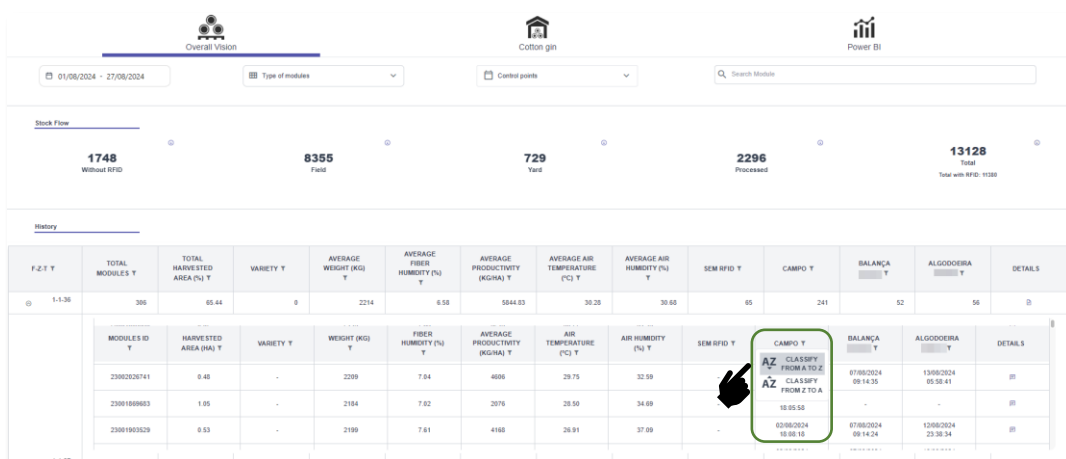 Overall Vision
Cotton gin
Power BI
01/08/2024 - 27/08/2024
Type of modules
Control points
Search Module
Stock Flow
1748
Without RFID
8355
Field
729
Yard
2296
Processed
13128
Total
Total with RFID: 11380
History
F-Z-T
TOTAL
MODULES
TOTAL
HARVESTED
AREA (%)
VARIETY
AVERAGE
WEIGHT (KG)
AVERAGE
FIBER
HUMIDITY (%)
AVERAGE
PRODUCTIVITY
(KG/HA)
AVERAGE AIR
TEMPERATURE
(°C)
AVERAGE AIR
HUMIDITY (%)
SEM RFID
CAMPO
BALANÇA
ALGODOEIRA
DETAILS
1-1-36
306
65.44
0
2214
6.58
5044.83
30.28
30.68
65
241
52
56
MODULES ID
HARVESTED
AREA (HA)
VARIETY
WEIGHT (KG)
FIBER
HUMIDITY (%)
AVERAGE
PRODUCTIVITY
(KG/HA)
AIR
TEMPERATURE
(°C)
AIR HUMIDITY
(%)
SEM RFID
CAMPO
BALANÇA
ALGODOEIRA
DETAILS
AZ CLASSIFY
FROM A TO Z
AZ CLASSIFY
FROM Z TO A
23002026741
0.48
-
2209
7.04
4606
29.75
32.59
-
07/08/2024
09:14:35
13/08/2024
05:58:41
23001869683
1.05
-
2184
7.02
2076
28.50
34.69
18:05:58
-
-
23001903529
0.53
-
2199
7.61
4168
26.91
37.09
-
02/08/2024
18:08:18
07/08/2024
09:14:24
12/08/2024
23:38:34